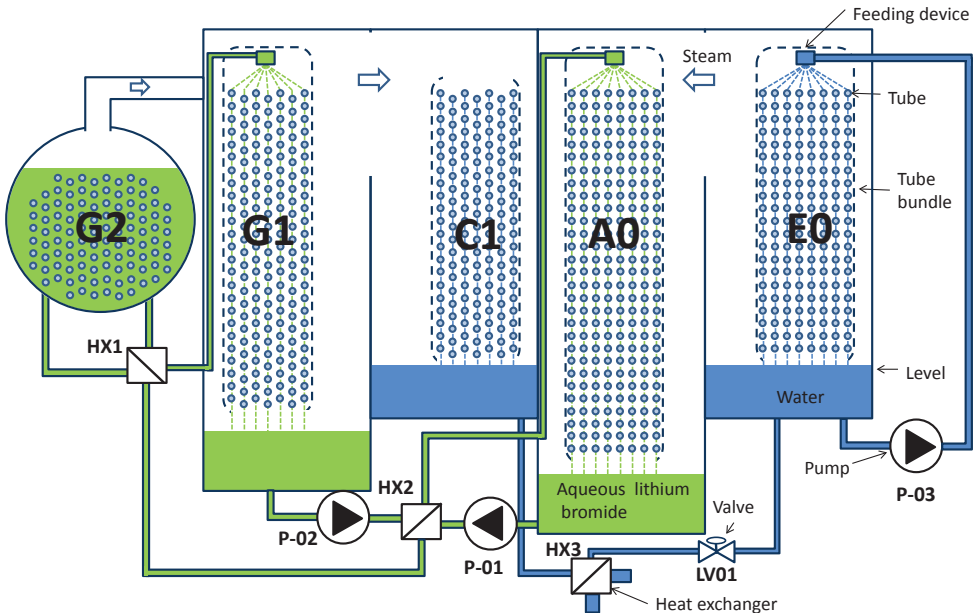 Feeding device
Steam
Tube
Tube
bundle
G2
G1
C1
A0
E0
HX1
Level
Water
Pump
P-03
HX2
Aqueous lithium
bromide
Valve
P-02
P-01
HX3
LV01
Heat exchanger